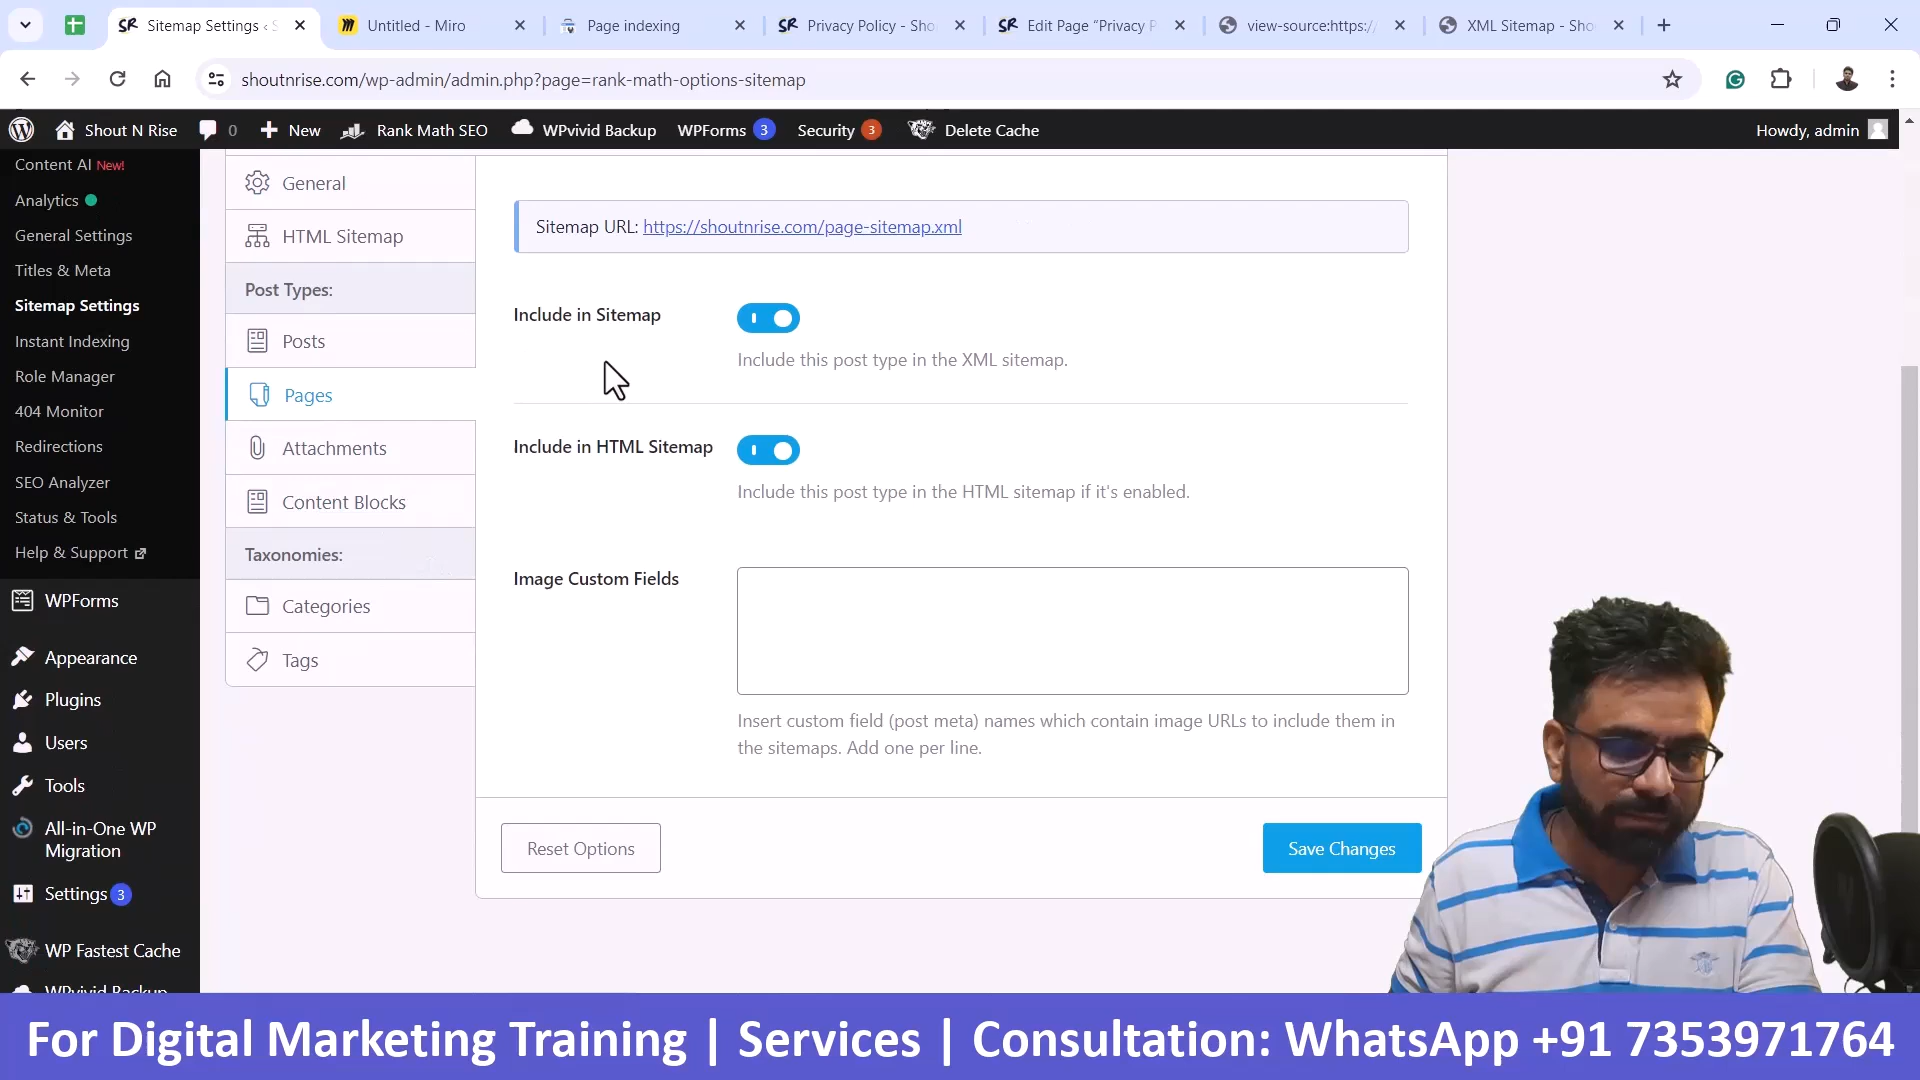 Sitemap Settings ‹ S
Untitled - Miro
Page indexing
Privacy Policy - Sho
Edit Page “Privacy P
view-source:https:/
XML Sitemap - Sho
shoutnrise.com/wp-admin/admin.php?page=rank-math-options-sitemap
Shout N Rise
0
New
Rank Math SEO
WPvivid Backup
WPForms 3
Security 3
Delete Cache
Howdy, admin
Content AI New!
Analytics
General Settings
Titles & Meta
Sitemap Settings
Instant Indexing
Role Manager
404 Monitor
Redirections
SEO Analyzer
Status & Tools
Help & Support
WPForms
Appearance
Plugins
Users
Tools
All-in-One WP
Migration
Settings 3
WP Fastest Cache
WPvivid Backup
General
HTML Sitemap
Post Types:
Posts
Pages
Attachments
Content Blocks
Taxonomies:
Categories
Tags
Sitemap URL: https://shoutnrise.com/page-sitemap.xml
Include in Sitemap
Include this post type in the XML sitemap.
Include in HTML Sitemap
Include this post type in the HTML sitemap if it's enabled.
Image Custom Fields
Insert custom field (post meta) names which contain image URLs to include them in
the sitemaps. Add one per line.
Reset Options
Save Changes
For Digital Marketing Training | Services | Consultation: WhatsApp +91 7353971764